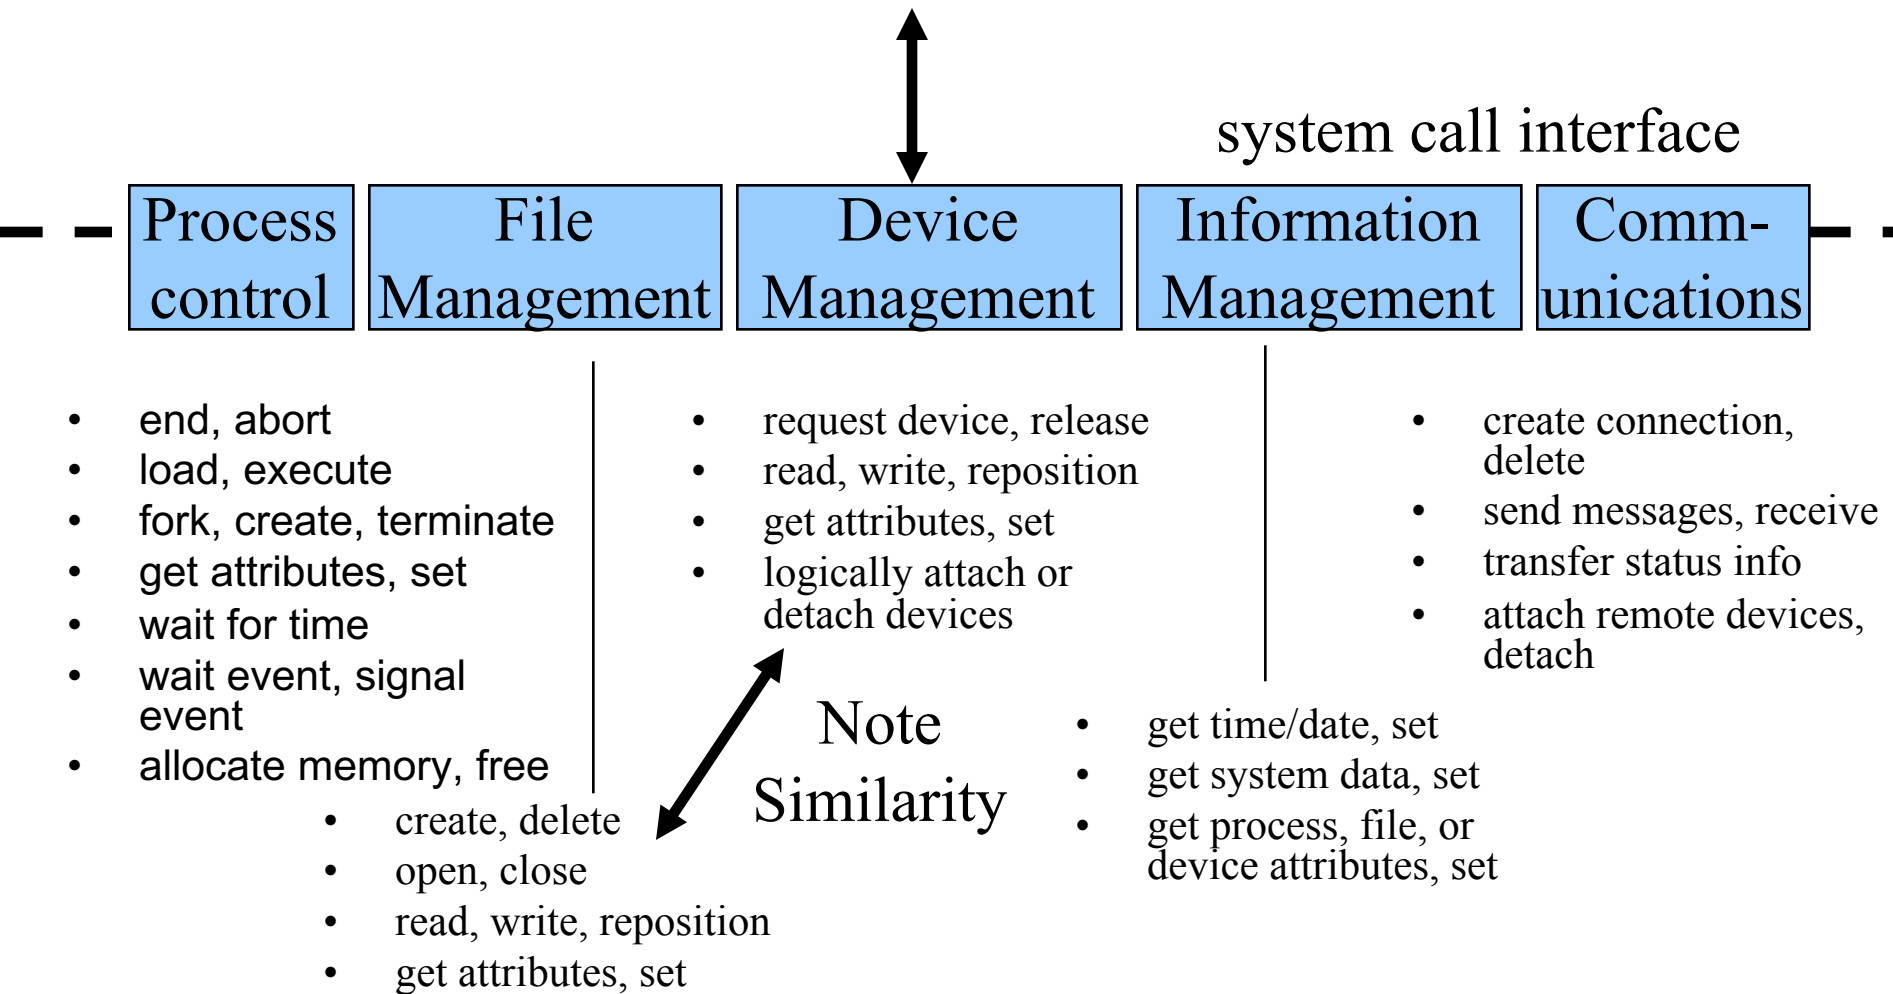 system call interface
Process
control
File
Management
Device
Management
Information
Management
Comm-
unications
• end, abort
• load, execute
• fork, create, terminate
• get attributes, set
• wait for time
• wait event, signal
event
• allocate memory, free
• create, delete
• open, close
• read, write, reposition
• get attributes, set
• request device, release
• read, write, reposition
• get attributes, set
• logically attach or
detach devices
Note
Similarity
• get time/date, set
• get system data, set
• get process, file, or
device attributes, set
• create connection,
delete
• send messages, receive
• transfer status info
• attach remote devices,
detach